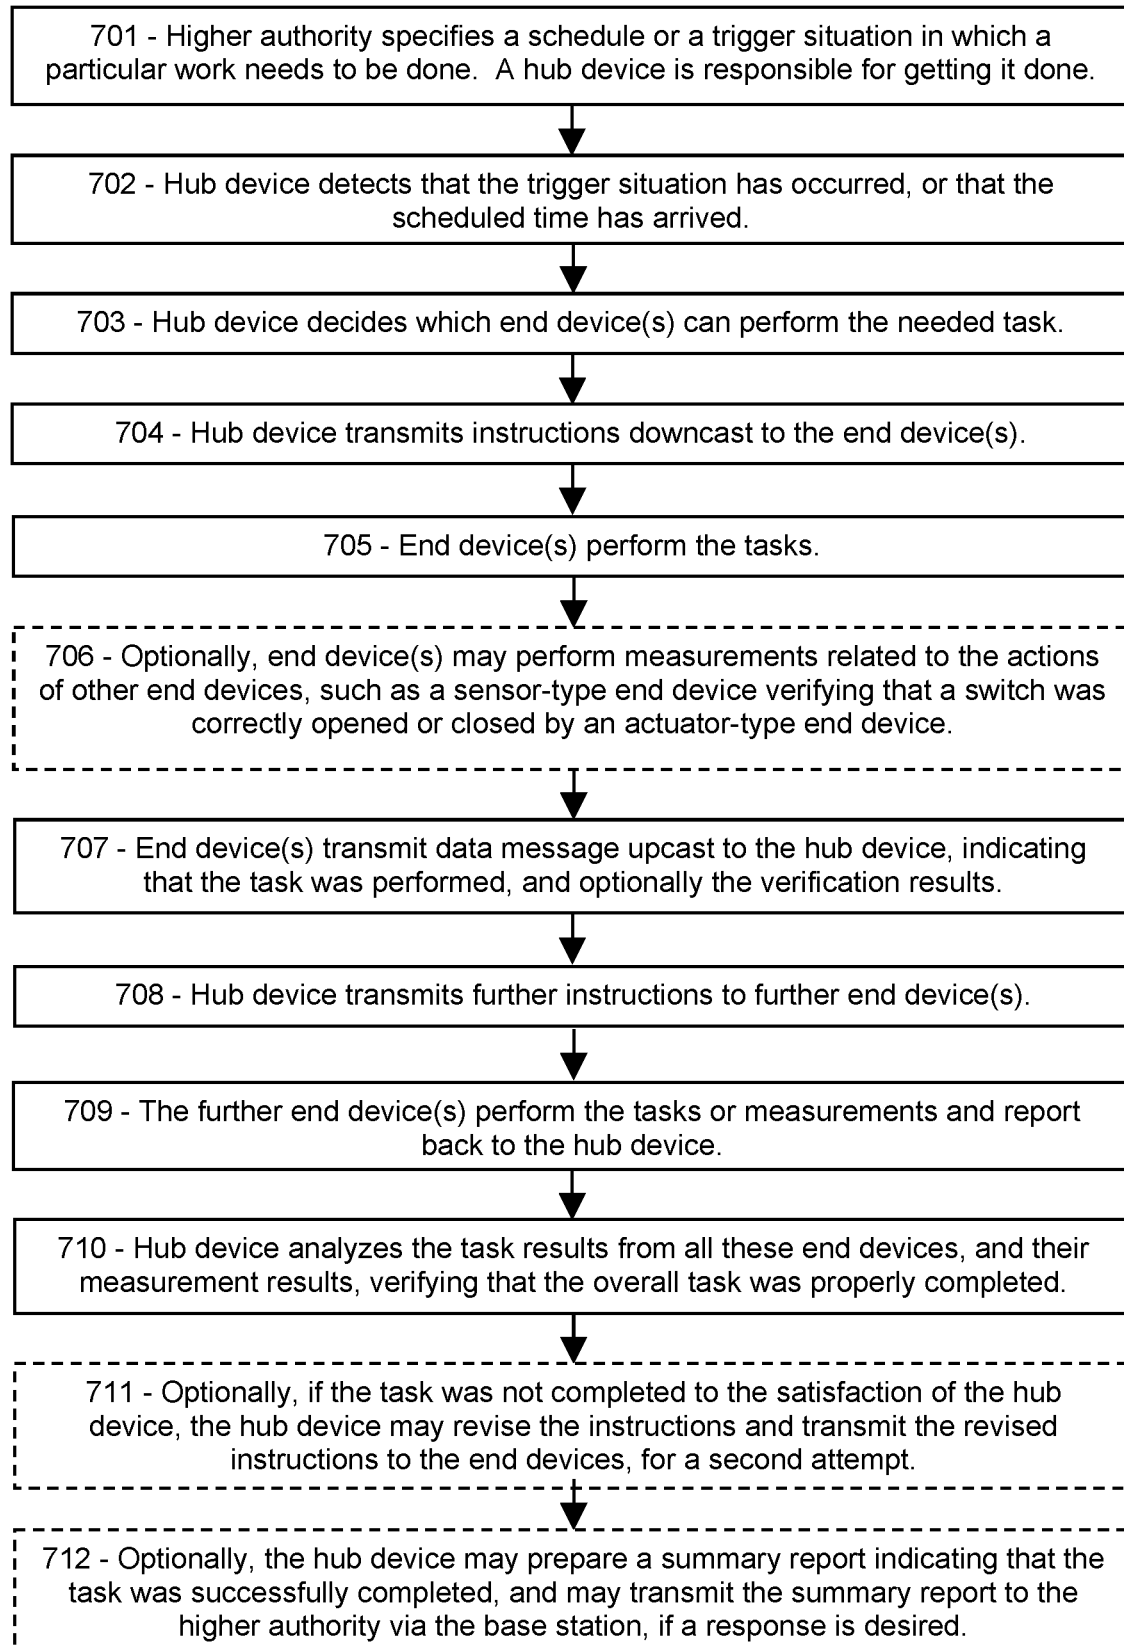 701 - Higher authority specifies a schedule or a trigger situation in which a
particular work needs to be done.  A hub device is responsible for getting it done.
702 - Hub device detects that the trigger situation has occurred, or that the
scheduled time has arrived.
703 - Hub device decides which end device(s) can perform the needed task.
704 - Hub device transmits instructions downcast to the end device(s).
705 - End device(s) perform the tasks.
706 - Optionally, end device(s) may perform measurements related to the actions
of other end devices, such as a sensor-type end device verifying that a switch was
correctly opened or closed by an actuator-type end device.
707 - End device(s) transmit data message upcast to the hub device, indicating
that the task was performed, and optionally the verification results.
708 - Hub device transmits further instructions to further end device(s).
709 - The further end device(s) perform the tasks or measurements and report
back to the hub device.
710 - Hub device analyzes the task results from all these end devices, and their
measurement results, verifying that the overall task was properly completed.
711 - Optionally, if the task was not completed to the satisfaction of the hub
device, the hub device may revise the instructions and transmit the revised
instructions to the end devices, for a second attempt.
712 - Optionally, the hub device may prepare a summary report indicating that the
task was successfully completed, and may transmit the summary report to the
higher authority via the base station, if a response is desired.